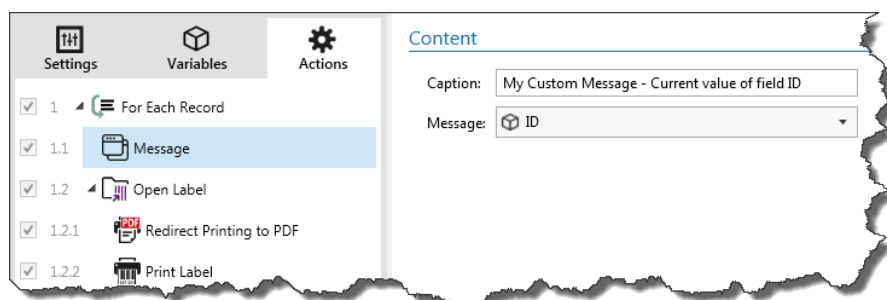 Settings
Variables
Actions
1 For Each Record
1.1 Message
1.2 Open Label
1.2.1 PDF Redirect Printing to PDF
1.2.2 Print Label
Content
Caption: My Custom Message - Current value of field ID
Message: ID